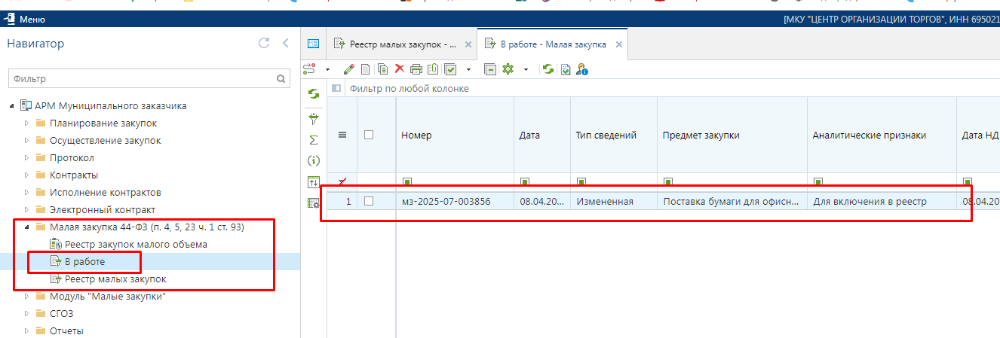 Меню
[МКУ "ЦЕНТР ОРГАНИЗАЦИИ ТОРГОВ", ИНН 695021
Навигатор
Реестр малых закупок - ...
В работе - Малая закупка
Фильтр
Фильтр по любой колонке
АРМ Муниципального заказчика
Планирование закупок
Осуществление закупок
Протокол
Контракты
Исполнение контрактов
Электронный контракт
Малая закупка 44-ФЗ (п. 4, 5, 23 ч. 1 ст. 93)
Реестр закупок малого объема
В работе
Реестр малых закупок
Модуль "Малые закупки"
СГОЗ
Отчеты
Номер Дата Тип сведений Предмет закупки Аналитические признаки Дата НД
1 мз-2025-07-003856 08.04.20... Измененная Поставка бумаги для офисн... Для включения в реестр 08.04.20